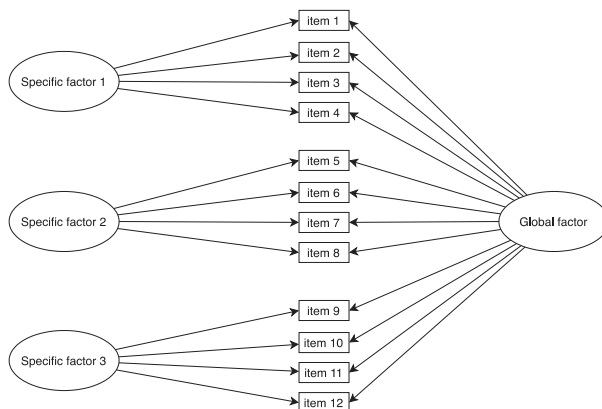 item 1
item 2
Specific factor 1
item 3
item 4
item 5
item 6
Specific factor 2
item 7
Global factor
item 8
item 9
item 10
Specific factor 3
item 11
item 12